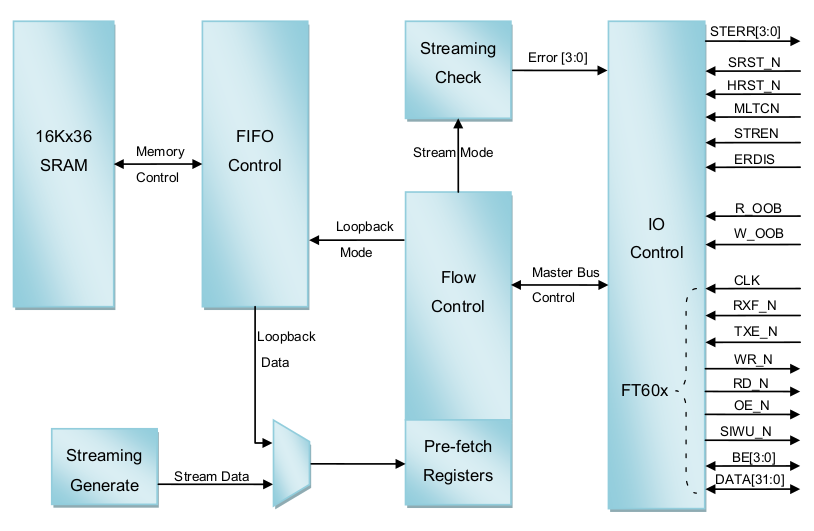 16Kx36
SRAM
Memory
Control
FIFO
Control
Streaming
Check
Error [3:0]
Stream Mode
Loopback
Mode
Flow
Control
Master Bus
Control
IO
Control
FT60x
STERR[3:0]
SRST_N
HRST_N
MLTCN
STREN
ERDIS
R_OOB
W_OOB
CLK
RXF_N
TXE_N
WR_N
RD_N
OE_N
SIWU_N
BE[3:0]
DATA[31:0]
Loopback
Data
Streaming
Generate
Stream Data
Pre-fetch
Registers